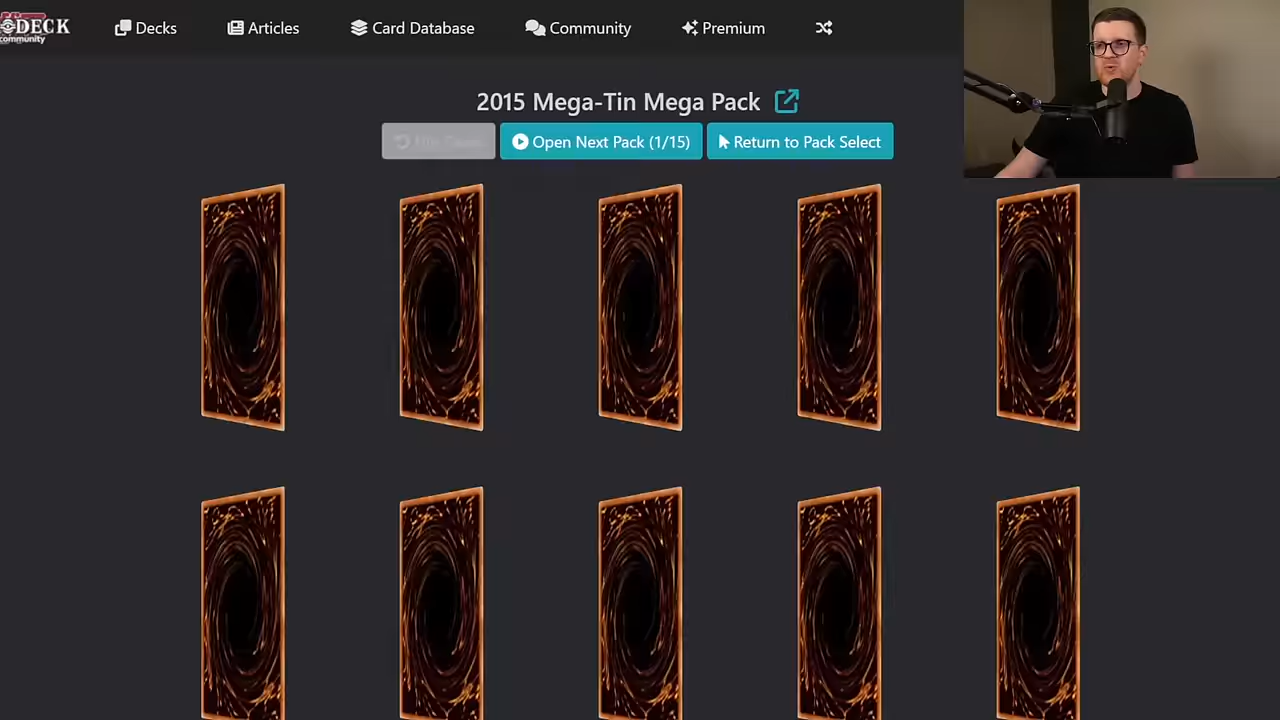 DECK
community
Decks
Articles
Card Database
Community
Premium
2015 Mega-Tin Mega Pack
Open Next Pack (1/15)
Return to Pack Select